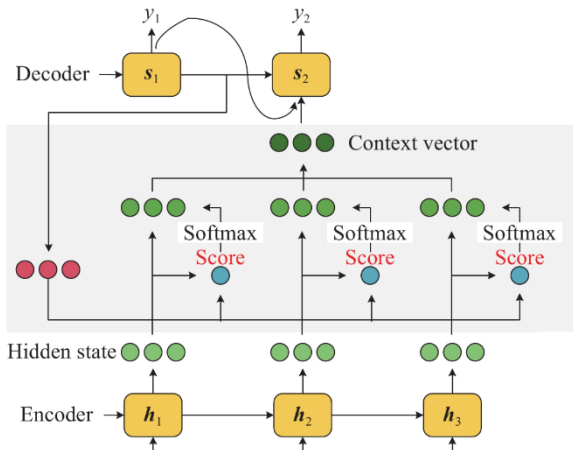 y1 y2
Decoder s1 s2
Context vector
Softmax Softmax Softmax
Score Score Score
Hidden state
Encoder h1 h2 h3